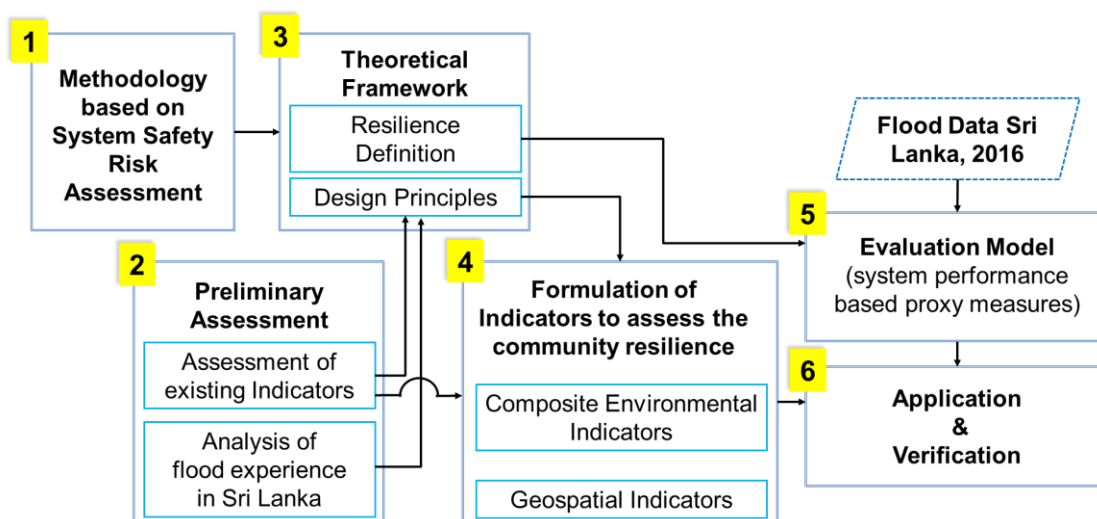 1
Methodology
based on
System Safety
Risk
Assessment
3
Theoretical
Framework
Resilience
Definition
Design Principles
2
Preliminary
Assessment
Assessment of
existing Indicators
Analysis of
flood experience
in Sri Lanka
4
Formulation of
Indicators to assess the
community resilience
Composite Environmental
Indicators
Geospatial Indicators
Flood Data Sri
Lanka, 2016
5
Evaluation Model
(system performance
based proxy measures)
6
Application
&
Verification